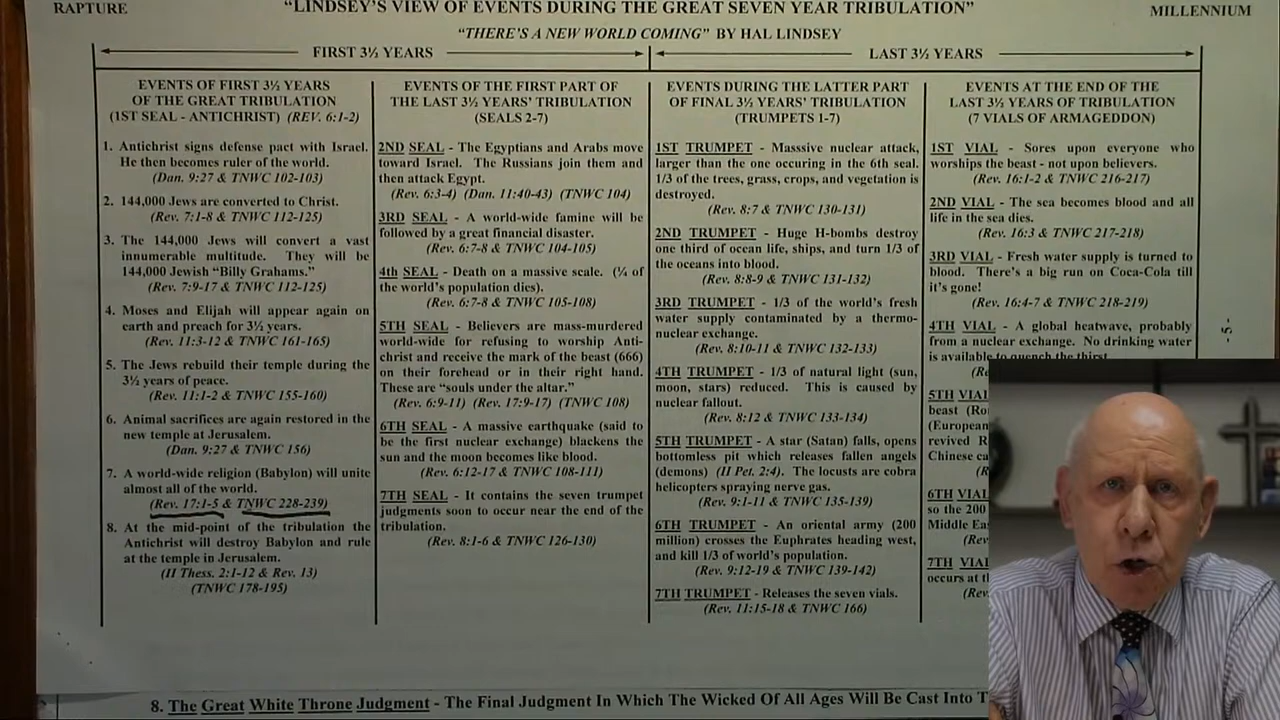 RAPTURE
"LINDSEY'S VIEW OF EVENTS DURING THE GREAT SEVEN YEAR TRIBULATION"
MILLENNIUM
"THERE'S A NEW WORLD COMING" BY HAL LINDSEY
FIRST 3½ YEARS
LAST 3½ YEARS
EVENTS OF FIRST 3½ YEARS
OF THE GREAT TRIBULATION
(1ST SEAL - ANTICHRIST) (REV. 6:1-2)
1. Antichrist signs defense pact with Israel.
He then becomes ruler of the world.
(Dan. 9:27 & TNWC 102-103)
2. 144,000 Jews are converted to Christ.
(Rev. 7:1-8 & TNWC 112-125)
3. The 144,000 Jews will convert a vast
innumerable multitude. They will be
144,000 Jewish "Billy Grahams."
(Rev. 7:9-17 & TNWC 112-125)
4. Moses and Elijah will appear again on
earth and preach for 3½ years.
(Rev. 11:3-12 & TNWC 161-165)
5. The Jews rebuild their temple during the
3½ years of peace.
(Rev. 11:1-2 & TNWC 155-160)
6. Animal sacrifices are again restored in the
new temple at Jerusalem.
(Dan. 9:27 & TNWC 156)
7. A world-wide religion (Babylon) will unite
almost all of the world.
(Rev. 17:1-5 & TNWC 228-239)
8. At the mid-point of the tribulation the
Antichrist will destroy Babylon and rule
at the temple in Jerusalem.
(II Thess. 2:1-12 & Rev. 13)
(TNWC 178-195)
EVENTS OF THE FIRST PART OF
THE LAST 3½ YEARS' TRIBULATION
(SEALS 2-7)
2ND SEAL - The Egyptians and Arabs move
toward Israel. The Russians join them and
then attack Egypt.
(Rev. 6:3-4) (Dan. 11:40-43) (TNWC 104)
3RD SEAL - A world-wide famine will be
followed by a great financial disaster.
(Rev. 6:7-8 & TNWC 104-105)
4th SEAL - Death on a massive scale. (¼ of
the world's population dies).
(Rev. 6:7-8 & TNWC 105-108)
5TH SEAL - Believers are mass-murdered
world-wide for refusing to worship Anti-
christ and receive the mark of the beast (666)
on their forehead or in their right hand.
These are "souls under the altar."
(Rev. 6:9-11) (Rev. 17:9-17) (TNWC 108)
6TH SEAL - A massive earthquake (said to
be the first nuclear exchange) blackens the
sun and the moon becomes like blood.
(Rev. 6:12-17 & TNWC 108-111)
7TH SEAL - It contains the seven trumpet
judgments soon to occur near the end of the
tribulation.
(Rev. 8:1-6 & TNWC 126-130)
EVENTS DURING THE LATTER PART
OF FINAL 3½ YEARS' TRIBULATION
(TRUMPETS 1-7)
1ST TRUMPET - Masssive nuclear attack,
larger than the one occuring in the 6th seal.
1/3 of the trees, grass, crops, and vegetation is
destroyed.
(Rev. 8:7 & TNWC 130-131)
2ND TRUMPET - Huge H-bombs destroy
one third of ocean life, ships, and turn 1/3 of
the oceans into blood.
(Rev. 8:8-9 & TNWC 131-132)
3RD TRUMPET - 1/3 of the world's fresh
water supply contaminated by a thermo-
nuclear exchange.
(Rev. 8:10-11 & TNWC 132-133)
4TH TRUMPET - 1/3 of natural light (sun,
moon, stars) reduced. This is caused by
nuclear fallout.
(Rev. 8:12 & TNWC 133-134)
5TH TRUMPET - A star (Satan) falls, opens
bottomless pit which releases fallen angels
(demons) (II Pet. 2:4). The locusts are cobra
helicopters spraying nerve gas.
(Rev. 9:1-11 & TNWC 135-139)
6TH TRUMPET - An oriental army (200
million) crosses the Euphrates heading west,
and kill 1/3 of world's population.
(Rev. 9:12-19 & TNWC 139-142)
7TH TRUMPET - Releases the seven vials.
(Rev. 11:15-18 & TNWC 166)
EVENTS AT THE END OF THE
LAST 3½ YEARS OF TRIBULATION
(7 VIALS OF ARMAGEDDON)
1ST VIAL - Sores upon everyone who
worships the beast - not upon believers.
(Rev. 16:1-2 & TNWC 216-217)
2ND VIAL - The sea becomes blood and all
life in the sea dies.
(Rev. 16:3 & TNWC 217-218)
3RD VIAL - Fresh water supply is turned to
blood. There's a big run on Coca-Cola till
it's gone!
(Rev. 16:4-7 & TNWC 218-219)
4TH VIAL - A global heatwave, probably
from a nuclear exchange. No drinking water
is available to quench the thirst.
(Re
5TH VIAL
beast (Ro
(European
revived R
Chinese ca
(R
6TH VIAL
so the 200
Middle Ea
(Rev
7TH VIAL
occurs at t
(Rev.
-5-
8. The Great White Throne Judgment - The Final Judgment In Which The Wicked Of All Ages Will Be Cast Into T